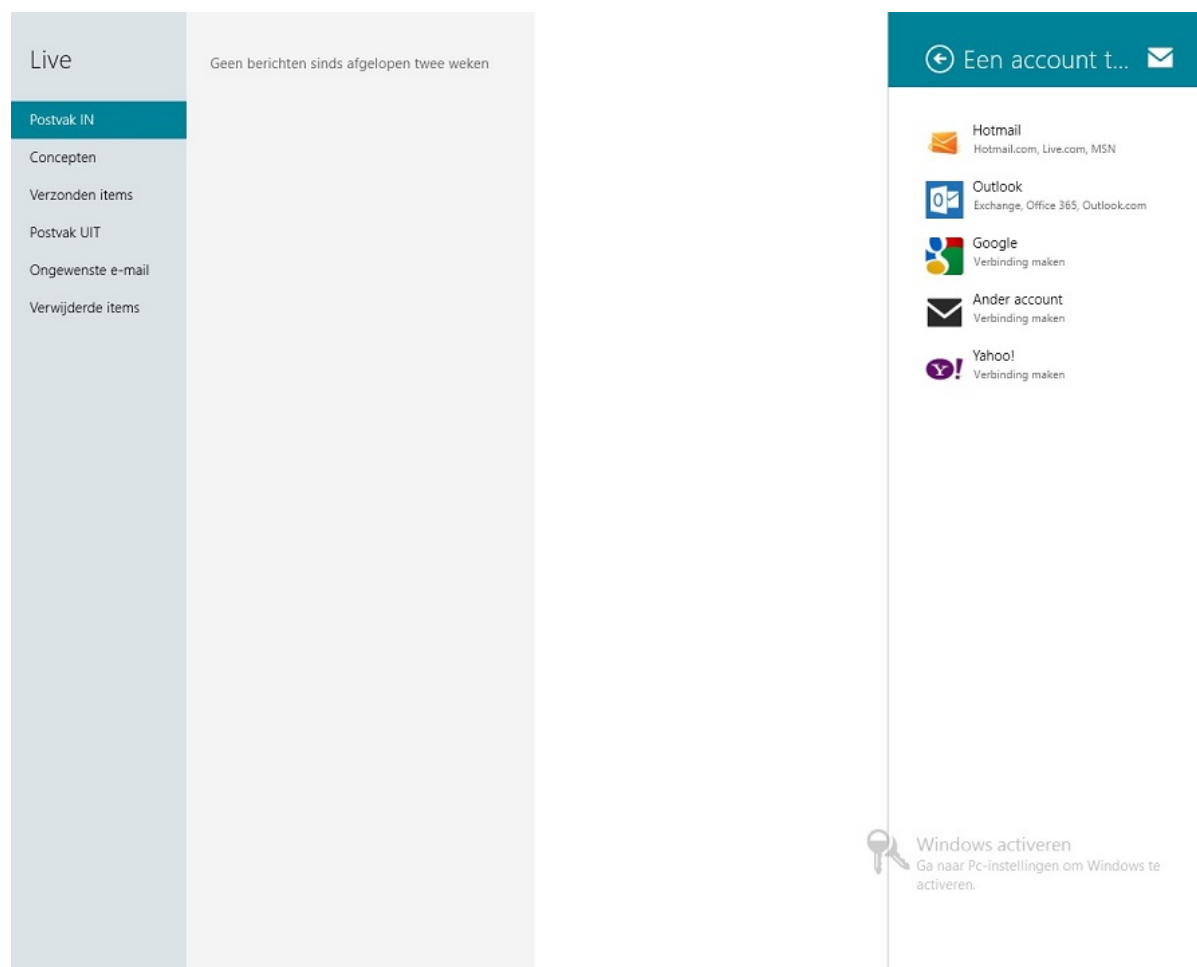 Live
Postvak IN
Concepten
Verzonden items
Postvak UIT
Ongewenste e-mail
Verwijderde items
Geen berichten sinds afgelopen twee weken
Een account t...
Hotmail
Hotmail.com, Live.com, MSN
Outlook
Exchange, Office 365, Outlook.com
Google
Verbinding maken
Ander account
Verbinding maken
Yahoo!
Verbinding maken
Windows activeren
Ga naar Pc-instellingen om Windows te
activeren.